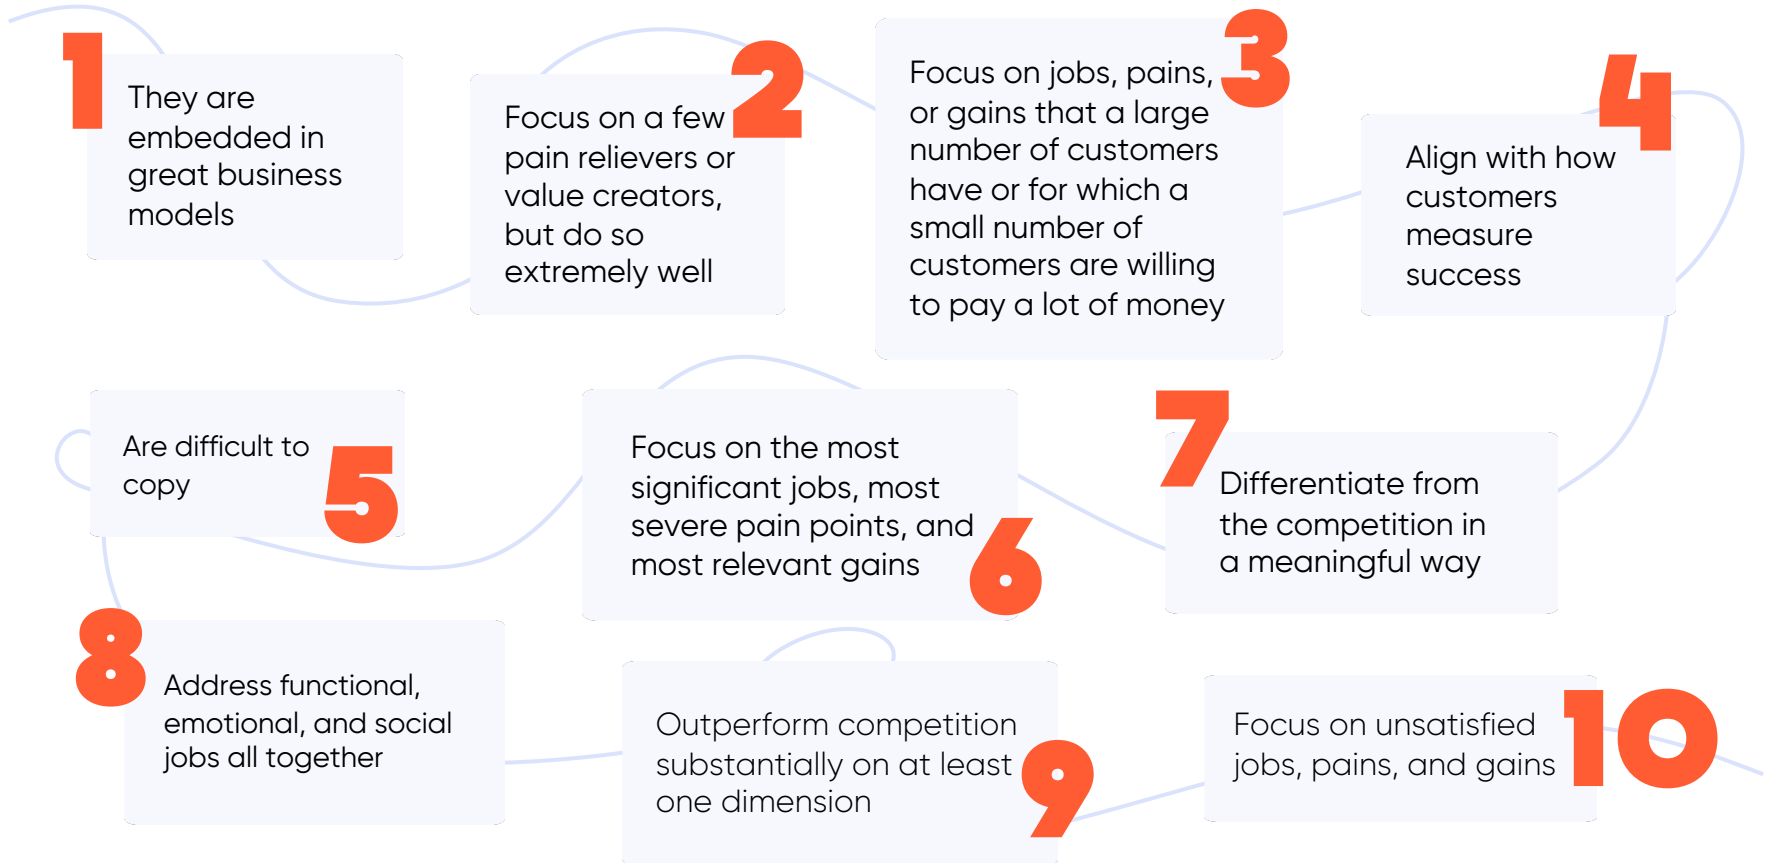 1
They are
embedded in
great business
models
2
Focus on a few
pain relievers or
value creators,
but do so
extremely well
3
Focus on jobs, pains,
or gains that a large
number of customers
have or for which a
small number of
customers are willing
to pay a lot of money
4
Align with how
customers
measure
success
5
Are difficult to
copy
6
Focus on the most
significant jobs, most
severe pain points, and
most relevant gains
7
Differentiate from
the competition in
a meaningful way
8
Address functional,
emotional, and social
jobs all together
9
Outperform competition
substantially on at least
one dimension
10
Focus on unsatisfied
jobs, pains, and gains